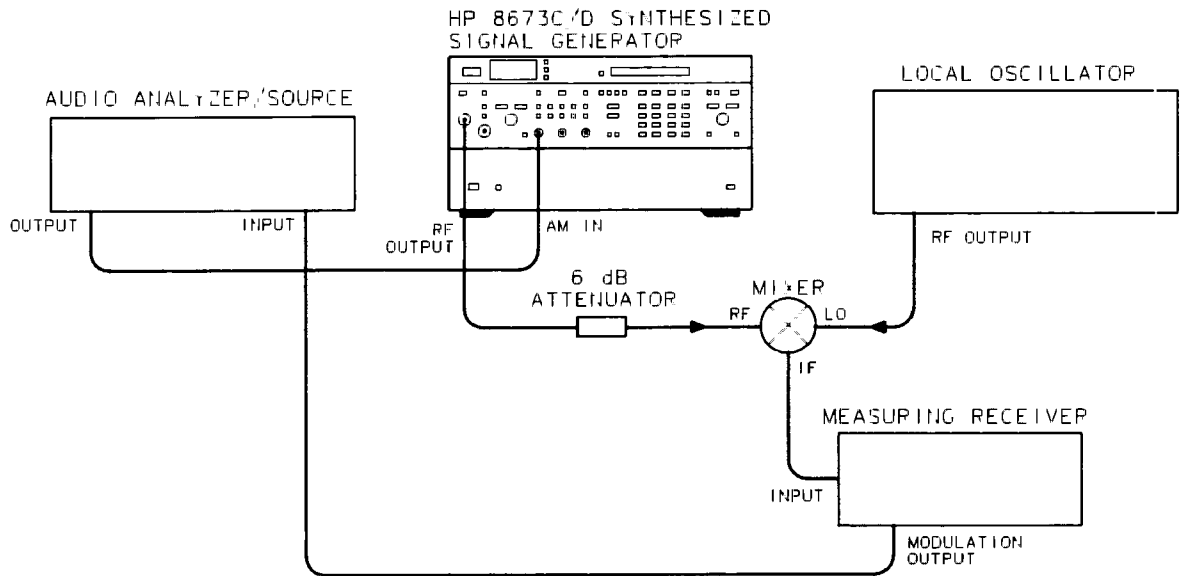 HP 8673C/D SYNTHESIZED
SIGNAL GENERATOR
LOCAL OSCILLATOR
AUDIO ANALYZER/SOURCE
OUTPUT
INPUT
RF
OUTPUT
AM IN
RF OUTPUT
6 dB
ATTENUATOR
MIXER
RF
LO
IF
MEASURING RECEIVER
INPUT
MODULATION
OUTPUT